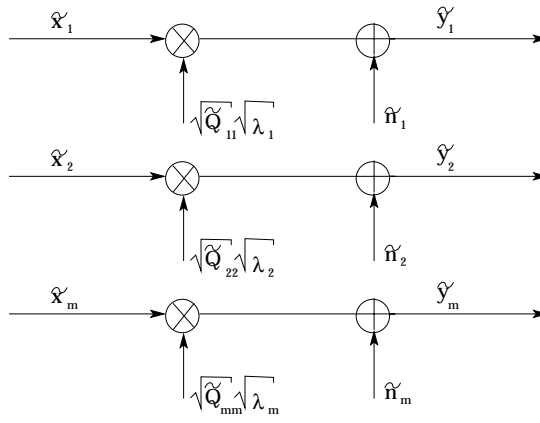 x̃₁ ỹ₁
√Q̃₁₁ √λ₁ ñ₁
x̃₂ ỹ₂
√Q̃₂₂ √λ₂ ñ₂
x̃ₘ ỹₘ
√Q̃ₘₘ √λₘ ñₘ